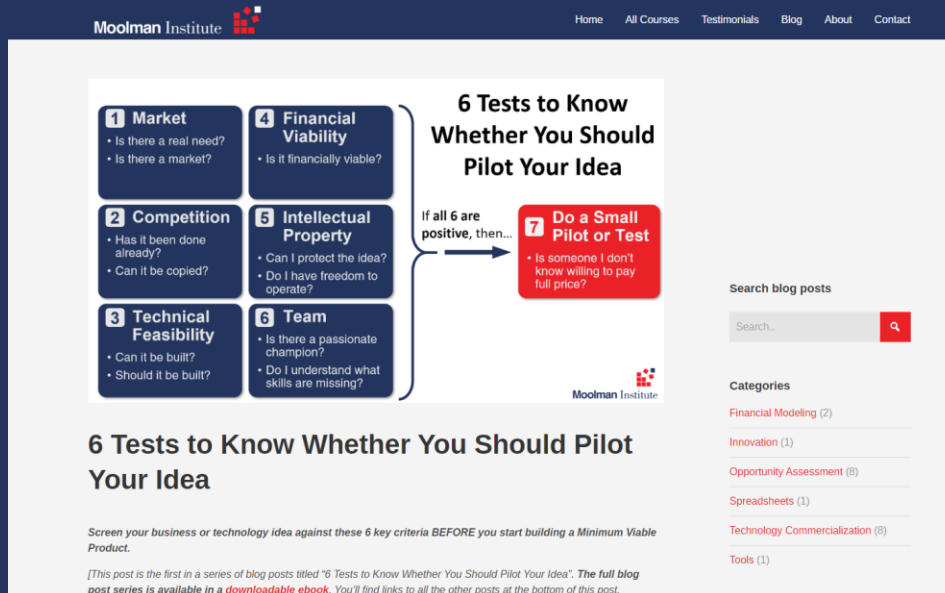 Moolman Institute
Home All Courses Testimonials Blog About Contact
6 Tests to Know
Whether You Should
Pilot Your Idea
1 Market
• Is there a real need?
• Is there a market?
2 Competition
• Has it been done
already?
• Can it be copied?
3 Technical
Feasibility
• Can it be built?
• Should it be built?
4 Financial
Viability
• Is it financially viable?
5 Intellectual
Property
• Can I protect the idea?
• Do I have freedom to
operate?
6 Team
• Is there a passionate
champion?
• Do I understand what
skills are missing?
If all 6 are
positive, then...
7 Do a Small
Pilot or Test
• Is someone I don't
know willing to pay
full price?
Moolman Institute
6 Tests to Know Whether You Should Pilot
Your Idea
Screen your business or technology idea against these 6 key criteria BEFORE you start building a Minimum Viable
Product.
[This post is the first in a series of blog posts titled “6 Tests to Know Whether You Should Pilot Your Idea”. The full blog
post series is available in a downloadable ebook. You'll find links to all the other posts at the bottom of this post.
Search blog posts
Search..
Categories
Financial Modeling (2)
Innovation (1)
Opportunity Assessment (8)
Spreadsheets (1)
Technology Commercialization (8)
Tools (1)